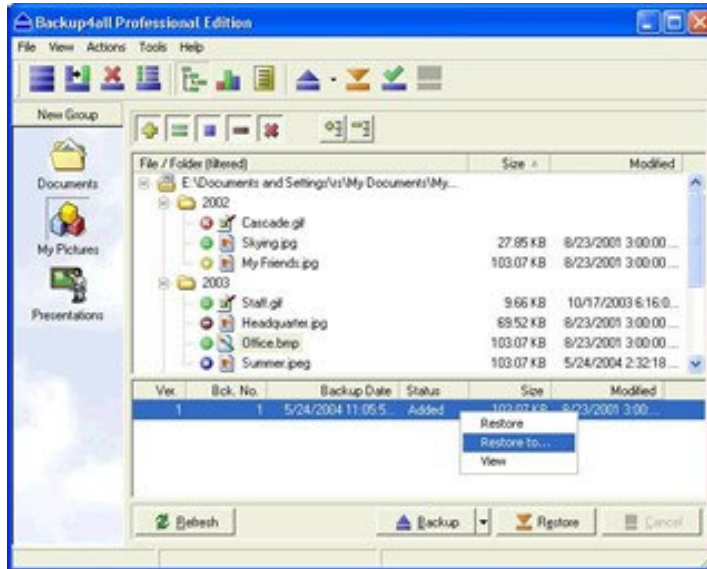 Backup4all Professional Edition
File View Actions Tools Help
New Group
Documents
My Pictures
Presentations
File / Folder (filtered) Size Modified
E:\Documents and Settings\vs\My Documents\My...
2002
Cascade.gif
Skying.jpg 27.85 KB 8/23/2001 3:00:00 ...
My Friends.jpg 103.07 KB 8/23/2001 3:00:00 ...
2003
Staff.gif 9.66 KB 10/17/2003 6:16:0...
Headquater.jpg 69.52 KB 8/23/2001 3:00:00 ...
Office.bmp 103.07 KB 8/23/2001 3:00:00 ...
Summer.jpeg 103.07 KB 5/24/2004 2:32:18 ...
Ver. Bck. No. Backup Date Status Size Modified
1 1 5/24/2004 11:05:5... Added 103.07 KB 8/23/2001 3:00:...
Restore
Restore to...
View
Refresh Backup Restore Cancel